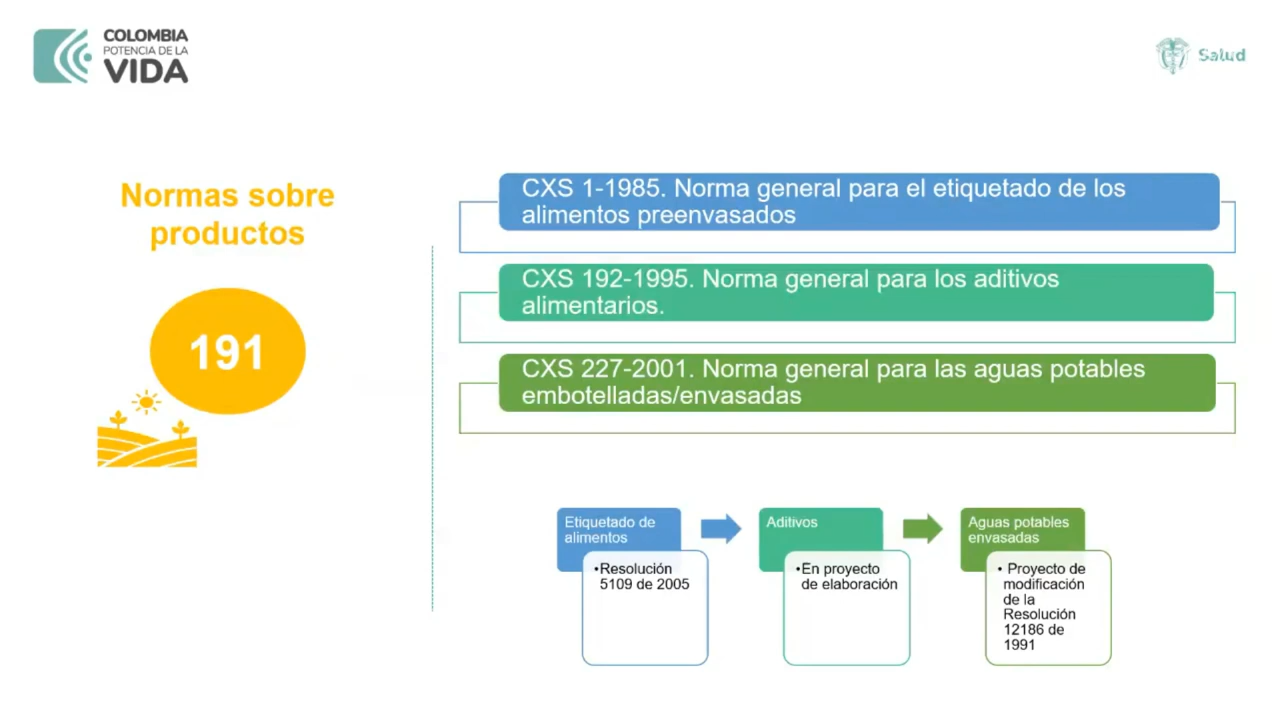 COLOMBIA
POTENCIA DE LA
VIDA
Salud
Normas sobre
productos
191
CXS 1-1985. Norma general para el etiquetado de los
alimentos preenvasados
CXS 192-1995. Norma general para los aditivos
alimentarios.
CXS 227-2001. Norma general para las aguas potables
embotelladas/envasadas
Etiquetado de
alimentos
•Resolución
5109 de 2005
Aditivos
•En proyecto
de elaboración
Aguas potables
envasadas
• Proyecto de
modificación
de la
Resolución
12186 de
1991